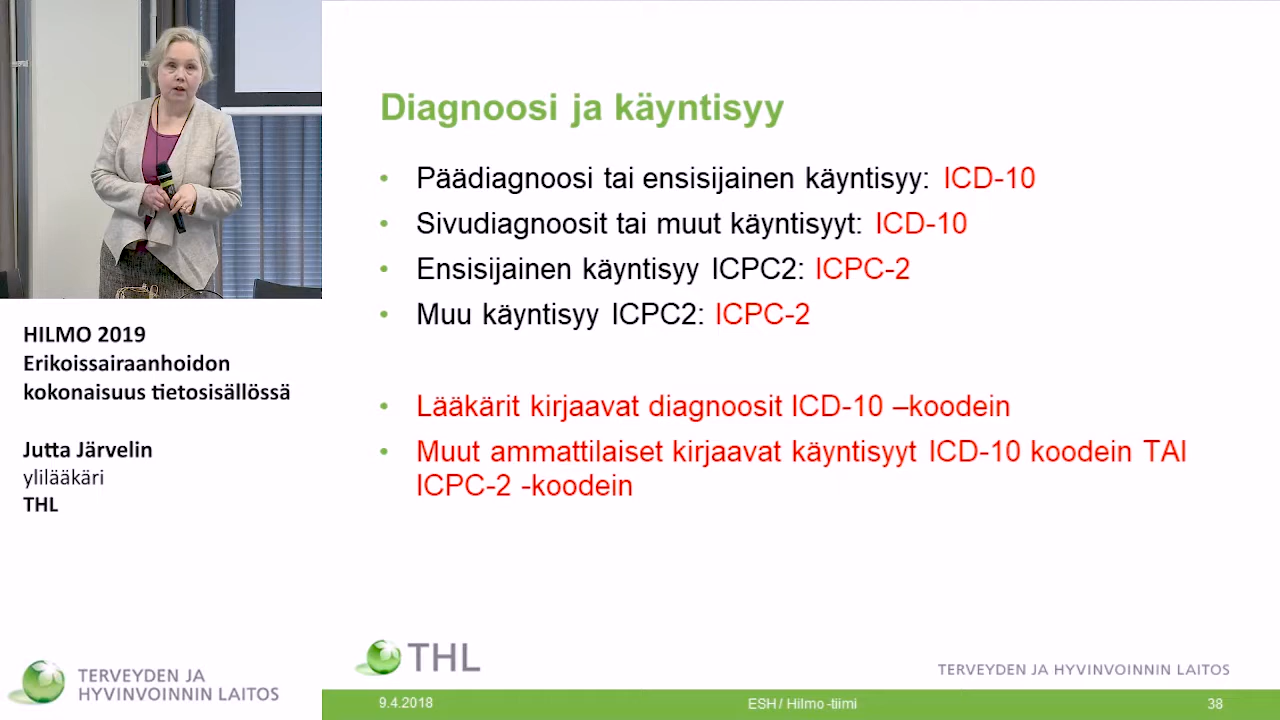 Diagnoosi ja käyntisyy
• Päädiagnoosi tai ensisijainen käyntisyy: ICD-10
• Sivudiagnoosit tai muut käyntisyyt: ICD-10
• Ensisijainen käyntisyy ICPC2: ICPC-2
• Muu käyntisyy ICPC2: ICPC-2
• Lääkärit kirjaavat diagnoosit ICD-10 –koodein
• Muut ammattilaiset kirjaavat käyntisyyt ICD-10 koodein TAI
ICPC-2 -koodein
HILMO 2019
Erikoissairaanhoidon
kokonaisuus tietosisällössä
Jutta Järvelin
ylilääkäri
THL
TERVEYDEN JA
HYVINVOINNIN LAITOS
THL
TERVEYDEN JA HYVINVOINNIN LAITOS
9.4.2018
ESH / Hilmo -tiimi
38